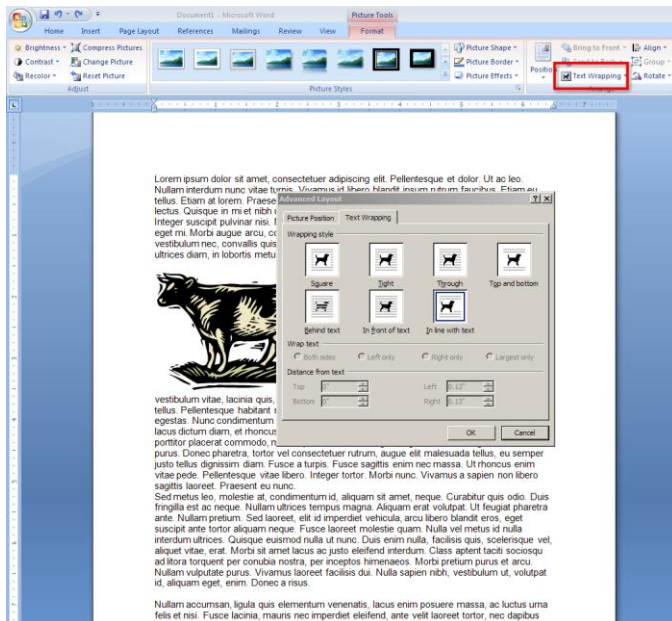 Document1 - Microsoft Word
Picture Tools
Home Insert Page Layout References Mailings Review View Format
Brightness Compress Pictures
Contrast Change Picture
Recolor Reset Picture
Adjust
Picture Styles
Picture Shape
Picture Border
Picture Effects
Position
Bring to Front
Text Wrapping
Align
Group
Rotate
Lorem ipsum dolor sit amet, consectetuer adipiscing elit. Pellentesque et dolor. Ut ac leo.
Nullam interdum nunc vitae turpis. Vivamus id libero blandit ipsum rutrum faucibus. Etiam eu
tellus. Etiam at lorem. Praese
lectus. Quisque in mi et nibh
Integer suscipit pulvinar nisi.
eget mi. Morbi augue arcu, co
vestibulum nec, convallis quis
ultrices diam, in lobortis metu
Advanced Layout
Picture Position Text Wrapping
Wrapping style
Square Tight Through Top and bottom
Behind text In front of text In line with text
Wrap text
Both sides Left only Right only Largest only
Distance from text
Top 0" Left 0.13"
Bottom 0" Right 0.13"
OK Cancel
vestibulum vitae, lacinia quis,
tellus. Pellentesque habitant
egestas. Nunc condimentum
lacus dictum diam, et rhoncus
porttitor placerat commodo,
purus. Donec pharetra, tortor vel consectetuer rutrum, augue elit malesuada tellus, eu semper
justo tellus dignissim diam. Fusce a turpis. Fusce sagittis enim nec massa. Ut rhoncus enim
vitae pede. Pellentesque vitae libero. Integer tortor. Morbi nunc. Vivamus a sapien non libero
sagittis laoreet. Praesent eu nunc.
Sed metus leo, molestie at, condimentum id, aliquam sit amet, neque. Curabitur quis odio. Duis
fringilla est ac neque. Nullam ultrices tempus magna. Aliquam erat volutpat. Ut feugiat pharetra
ante. Nullam pretium. Sed laoreet, elit id imperdiet vehicula, arcu libero blandit eros, eget
suscipit ante tortor aliquam neque. Fusce laoreet molestie quam. Nulla vel metus id nulla
interdum ultrices. Quisque euismod nulla ut nunc. Duis enim nulla, facilisis quis, scelerisque vel,
aliquet vitae, erat. Morbi sit amet lacus ac justo eleifend interdum. Class aptent taciti sociosqu
ad litora torquent per conubia nostra, per inceptos himenaeos. Morbi pretium purus et arcu.
Nullam vulputate purus. Vivamus laoreet facilisis dui. Nulla sapien nibh, vestibulum ut, volutpat
id, aliquam eget, enim. Donec a risus.
Nullam accumsan, ligula quis elementum venenatis, lacus enim posuere massa, ac luctus urna
felis et nisi. Fusce lacinia, mauris nec imperdiet eleifend, ante velit laoreet tortor, nec dapibus